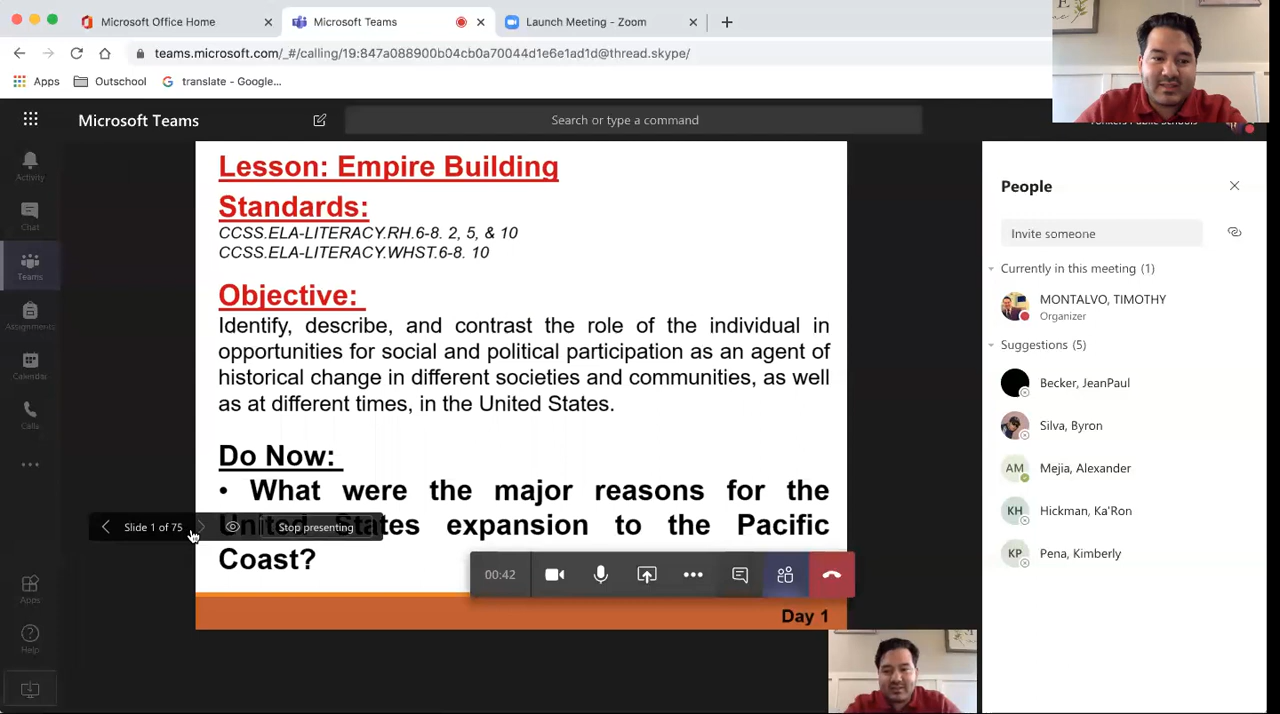 Microsoft Office Home
Microsoft Teams
Launch Meeting - Zoom
teams.microsoft.com/_#/calling/19:847a088900b04cb0a70044d1e6e1ad1d@thread.skype/
Apps
Outschool
translate - Google...
Microsoft Teams
Search or type a command
Yonkers Public Schools
Activity
Chat
Teams
Assignments
Calendar
Calls
Apps
Help
Lesson: Empire Building
Standards:
CCSS.ELA-LITERACY.RH.6-8. 2, 5, & 10
CCSS.ELA-LITERACY.WHST.6-8. 10
Objective:
Identify, describe, and contrast the role of the individual in
opportunities for social and political participation as an agent of
historical change in different societies and communities, as well
as at different times, in the United States.
Do Now:
• What were the major reasons for the
United States expansion to the Pacific
Coast?
Slide 1 of 75
Stop presenting
00:42
Day 1
People
Invite someone
Currently in this meeting (1)
MONTALVO, TIMOTHY
Organizer
Suggestions (5)
Becker, JeanPaul
Silva, Byron
AM
Mejia, Alexander
KH
Hickman, Ka'Ron
KP
Pena, Kimberly